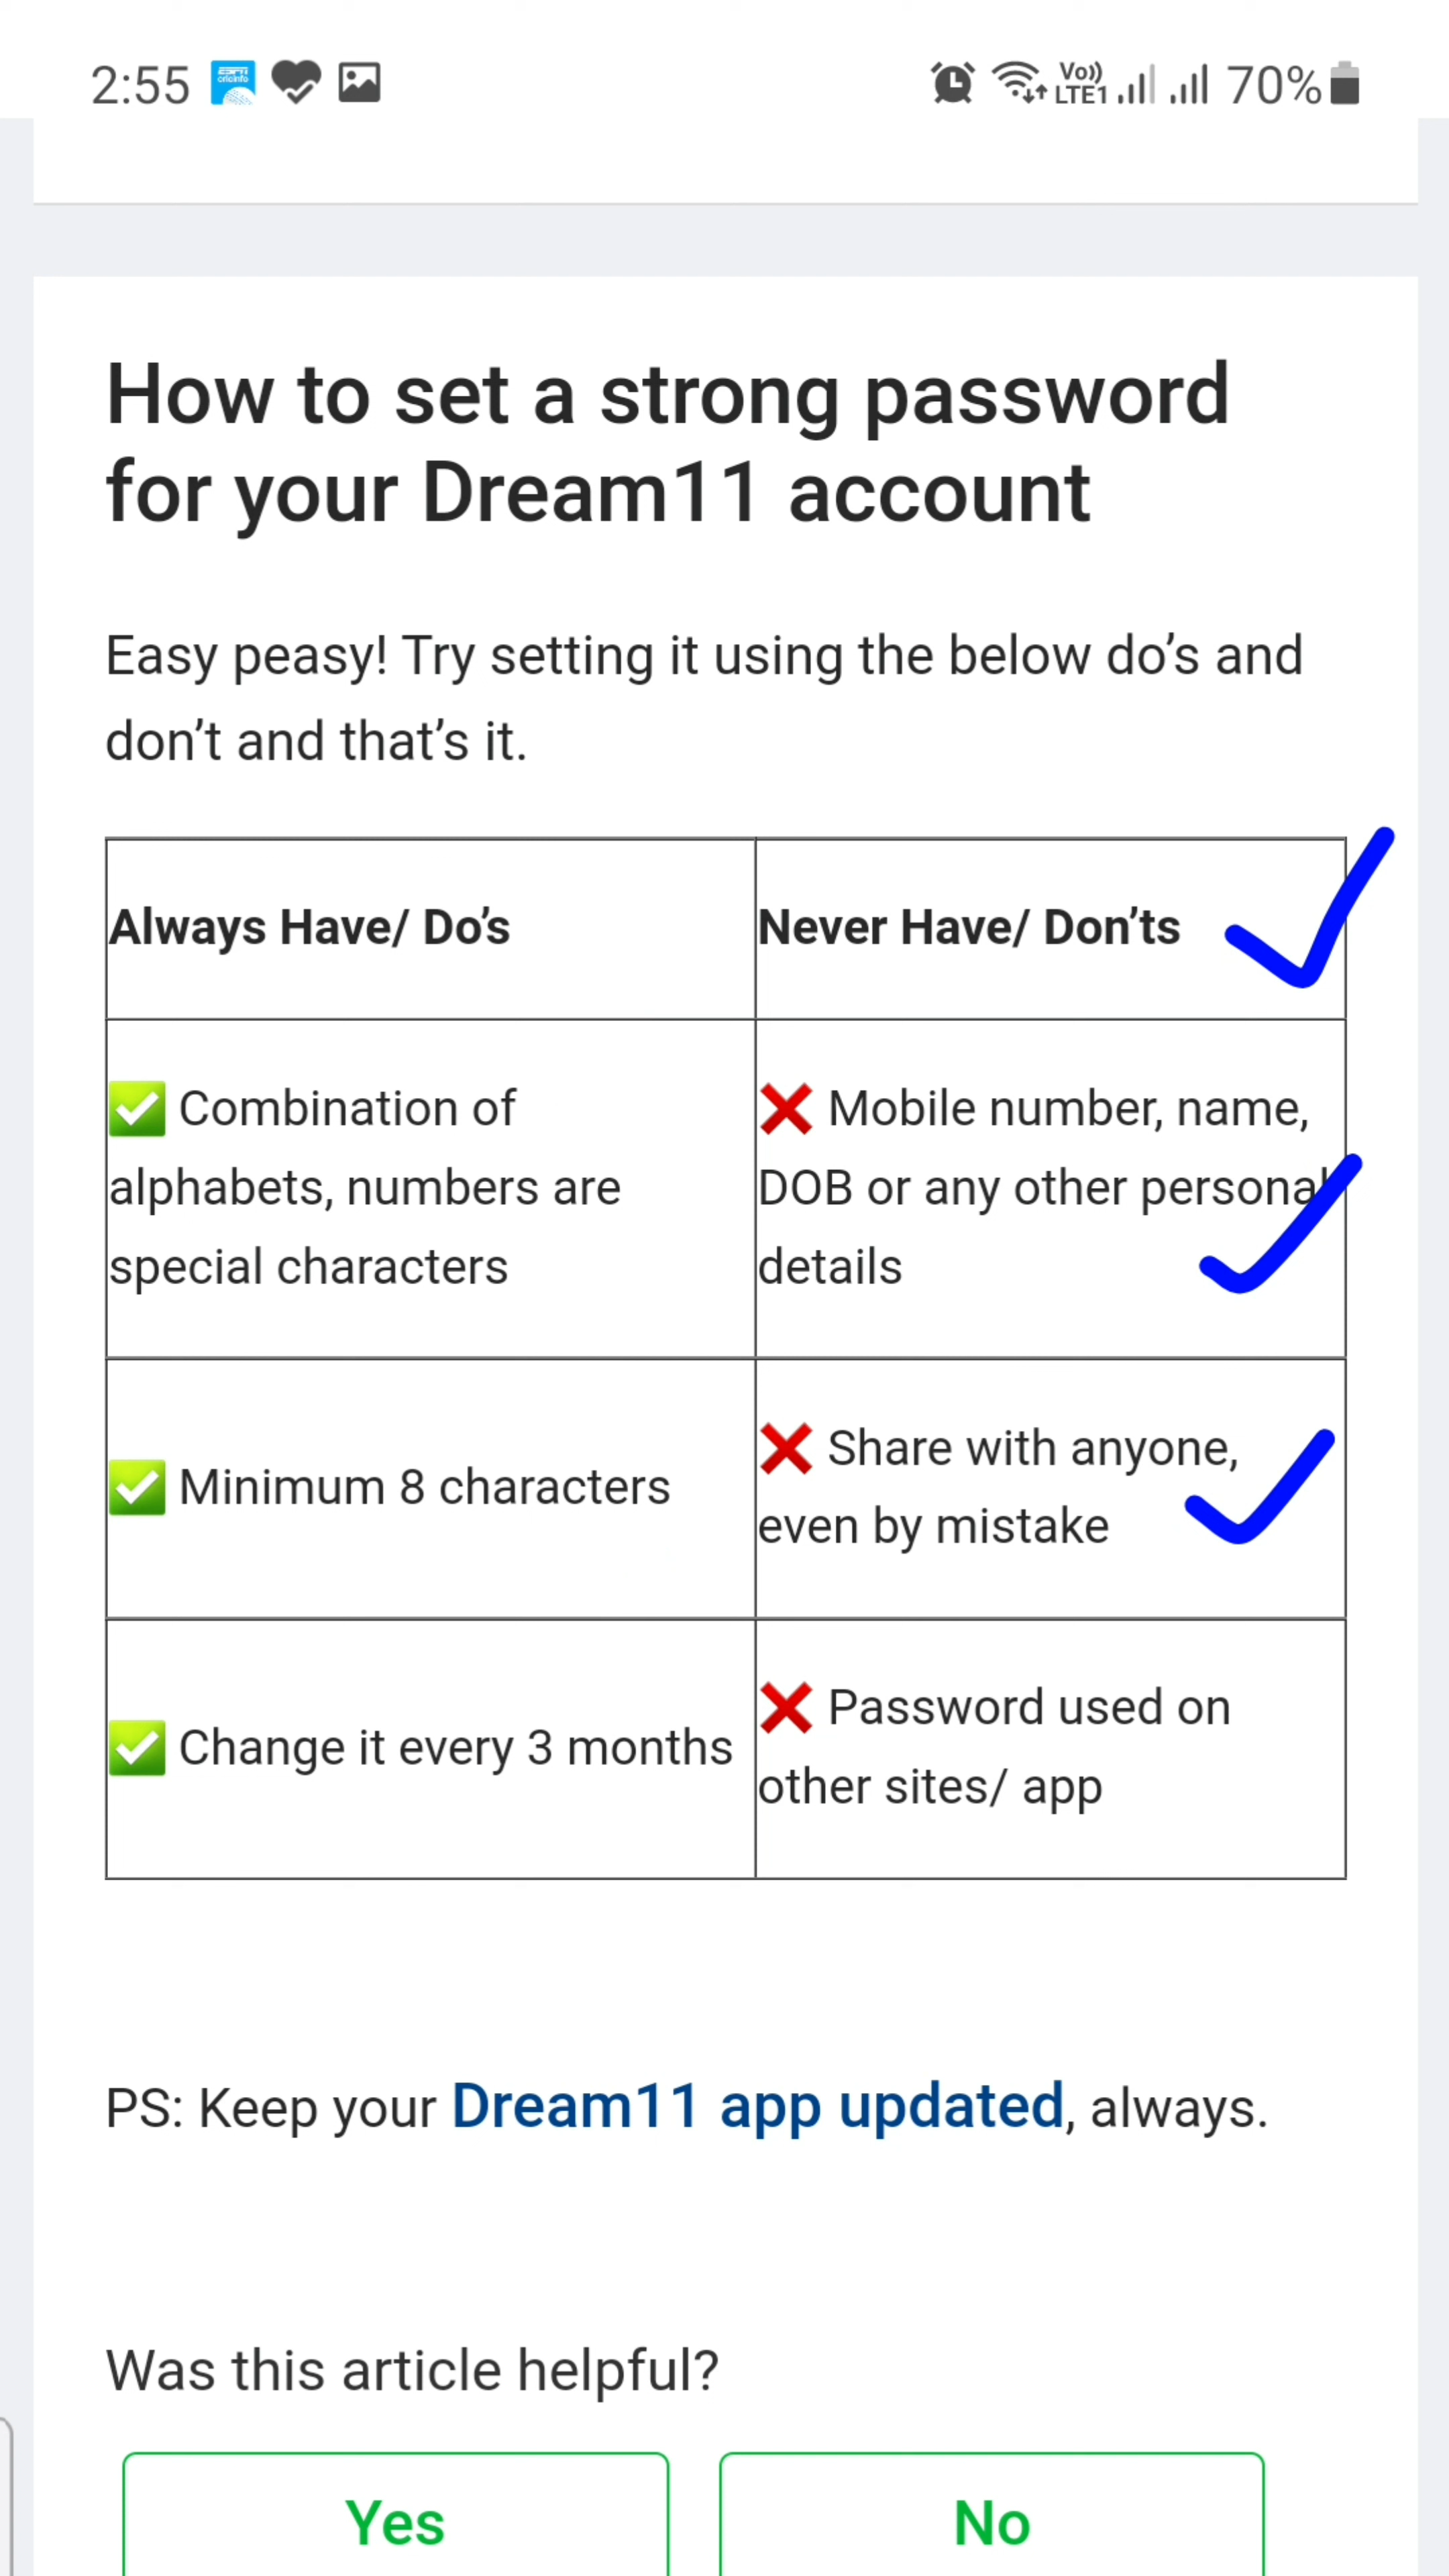 2:55 ESPN cricinfo Vo)) LTE1 70%
How to set a strong password
for your Dream11 account
Easy peasy! Try setting it using the below do’s and
don’t and that’s it.
Always Have/ Do’s
Never Have/ Don’ts
✅ Combination of
alphabets, numbers are
special characters
❌ Mobile number, name,
DOB or any other personal
details
✅ Minimum 8 characters
❌ Share with anyone,
even by mistake
✅ Change it every 3 months
❌ Password used on
other sites/ app
PS: Keep your Dream11 app updated, always.
Was this article helpful?
Yes
No